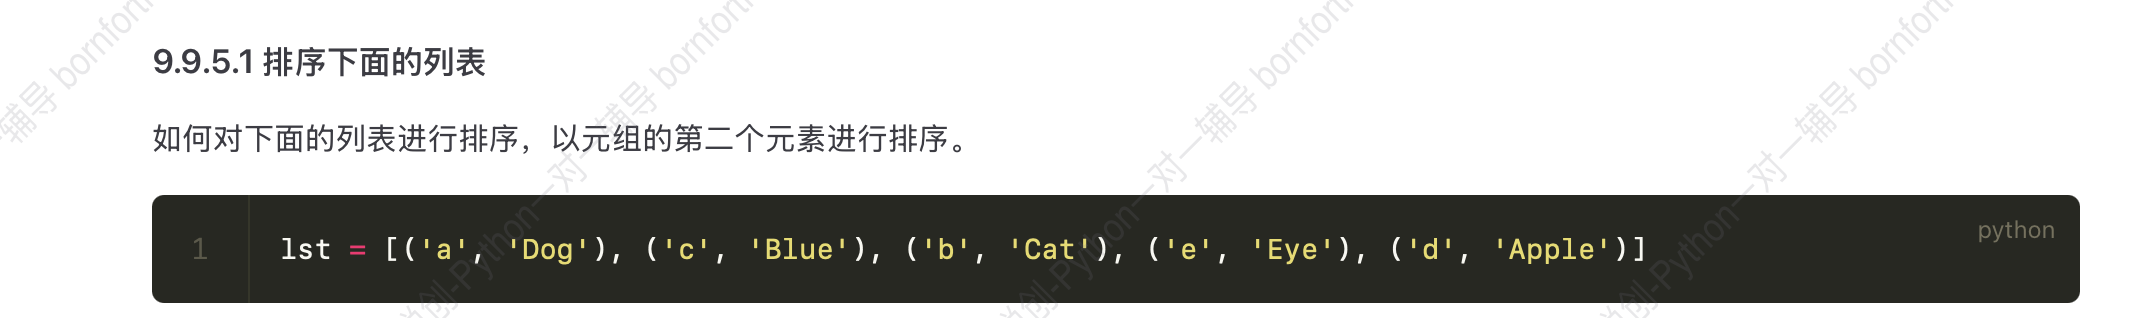 9.9.5.1 排序下面的列表
如何对下面的列表进行排序，以元组的第二个元素进行排序。
python
1 lst = [('a', 'Dog'), ('c', 'Blue'), ('b', 'Cat'), ('e', 'Eye'), ('d', 'Apple')]